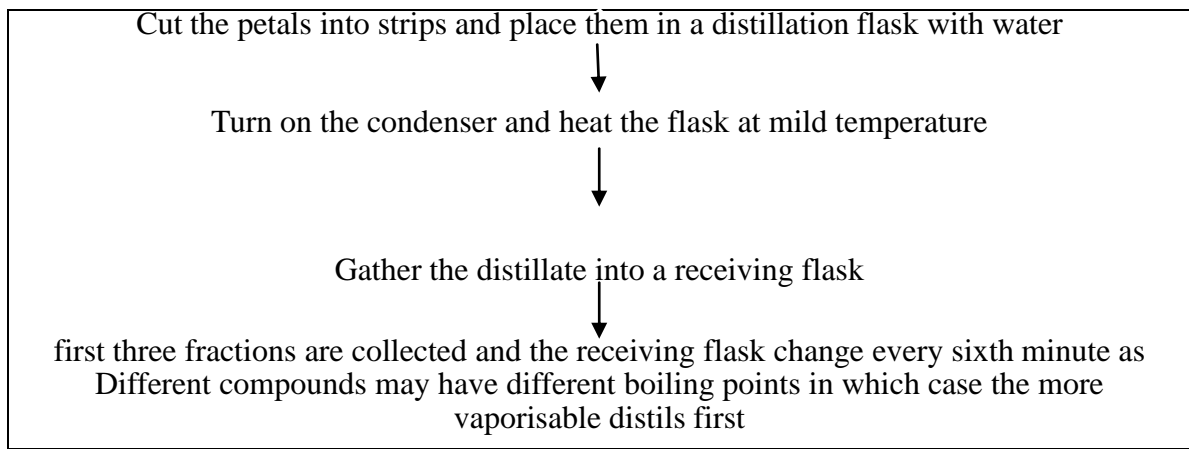 Cut the petals into strips and place them in a distillation flask with water
Turn on the condenser and heat the flask at mild temperature
Gather the distillate into a receiving flask
first three fractions are collected and the receiving flask change every sixth minute as
Different compounds may have different boiling points in which case the more
vaporisable distils first